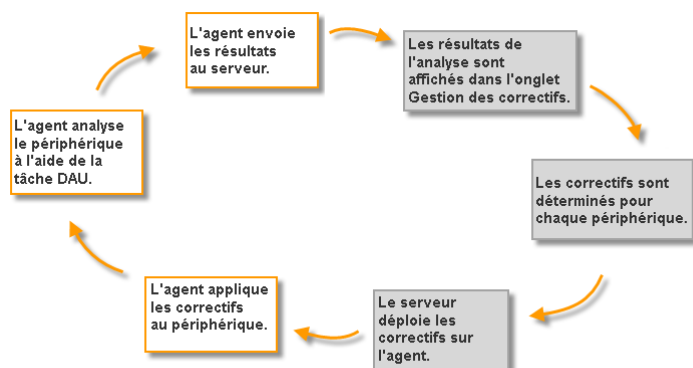 L'agent envoie
les résultats
au serveur.
Les résultats de
l'analyse sont
affichés dans l'onglet
Gestion des correctifs.
L'agent analyse
le périphérique
à l'aide de la
tâche DAU.
Les correctifs sont
déterminés pour
chaque périphérique.
L'agent applique
les correctifs
au périphérique.
Le serveur
déploie les
correctifs sur
l'agent.